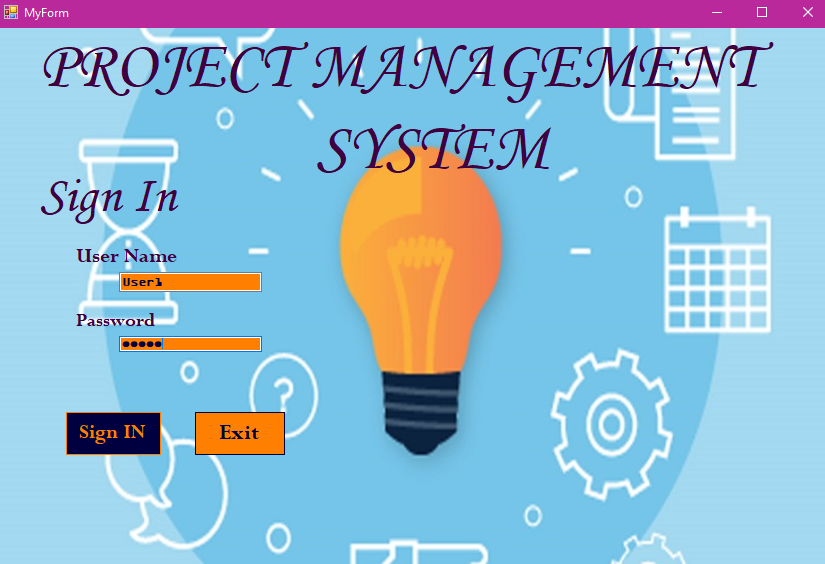 MyForm
PROJECT MANAGEMENT
SYSTEM
Sign In
User Name
User1
Password
●●●●●
Sign IN
Exit